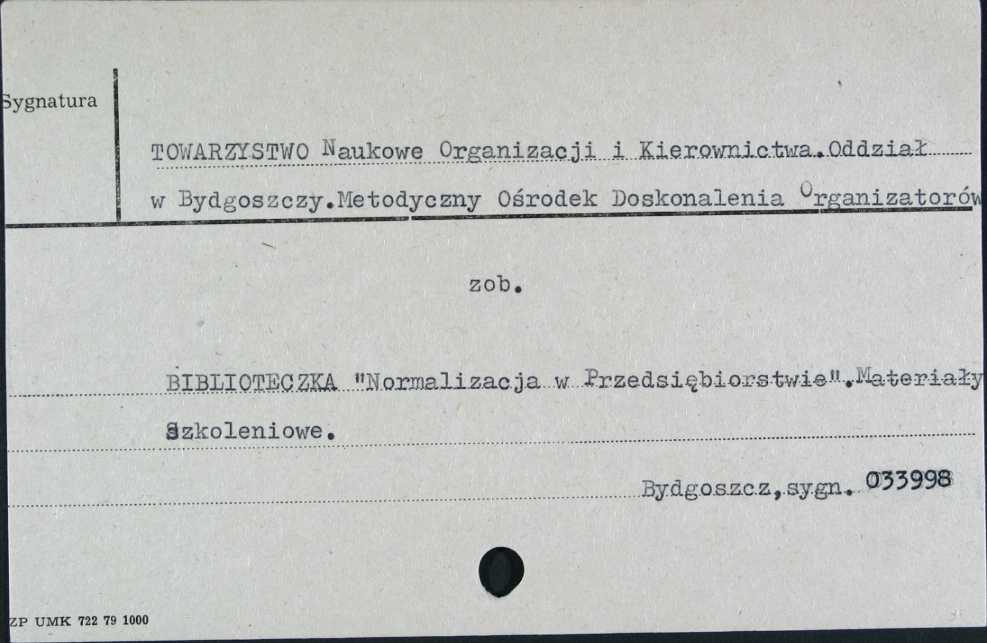 Sygnatura
TOWARZYSTWO Naukowe Organizacji i Kierownictwa.Oddział
w Bydgoszczy.Metodyczny Ośrodek Doskonalenia Organizatorów
zob.
BIBLIOTECZKA "Normalizacja w Przedsiębiorstwie".Materiały
Szkoleniowe.
Bydgoszcz,sygn. 033998
ZP UMK 722 79 1000